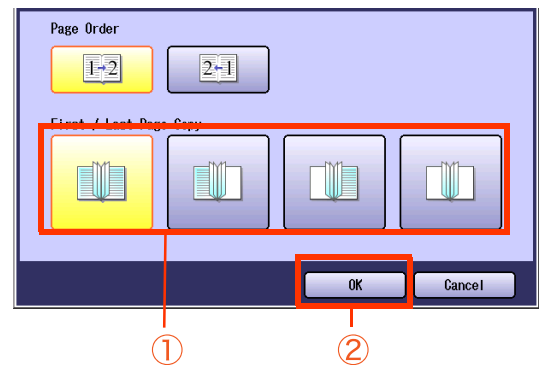 Page Order
1→2
2←1
First / Last Page Copy
OK
Cancel
①
②